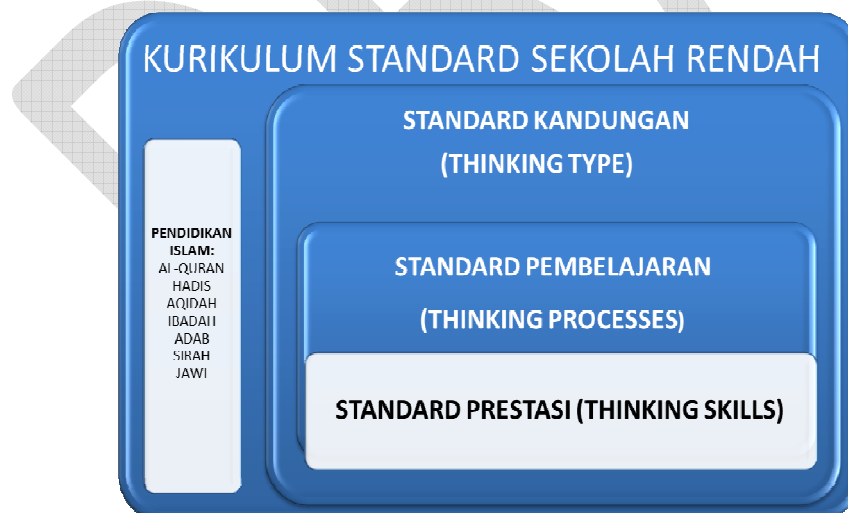 KURIKULUM STANDARD SEKOLAH RENDAH
STANDARD KANDUNGAN
(THINKING TYPE)
PENDIDIKAN
ISLAM:
AL-QURAN
HADIS
AQIDAH
IBADAH
ADAB
SIRAH
JAWI
STANDARD PEMBELAJARAN
(THINKING PROCESSES)
STANDARD PRESTASI (THINKING SKILLS)